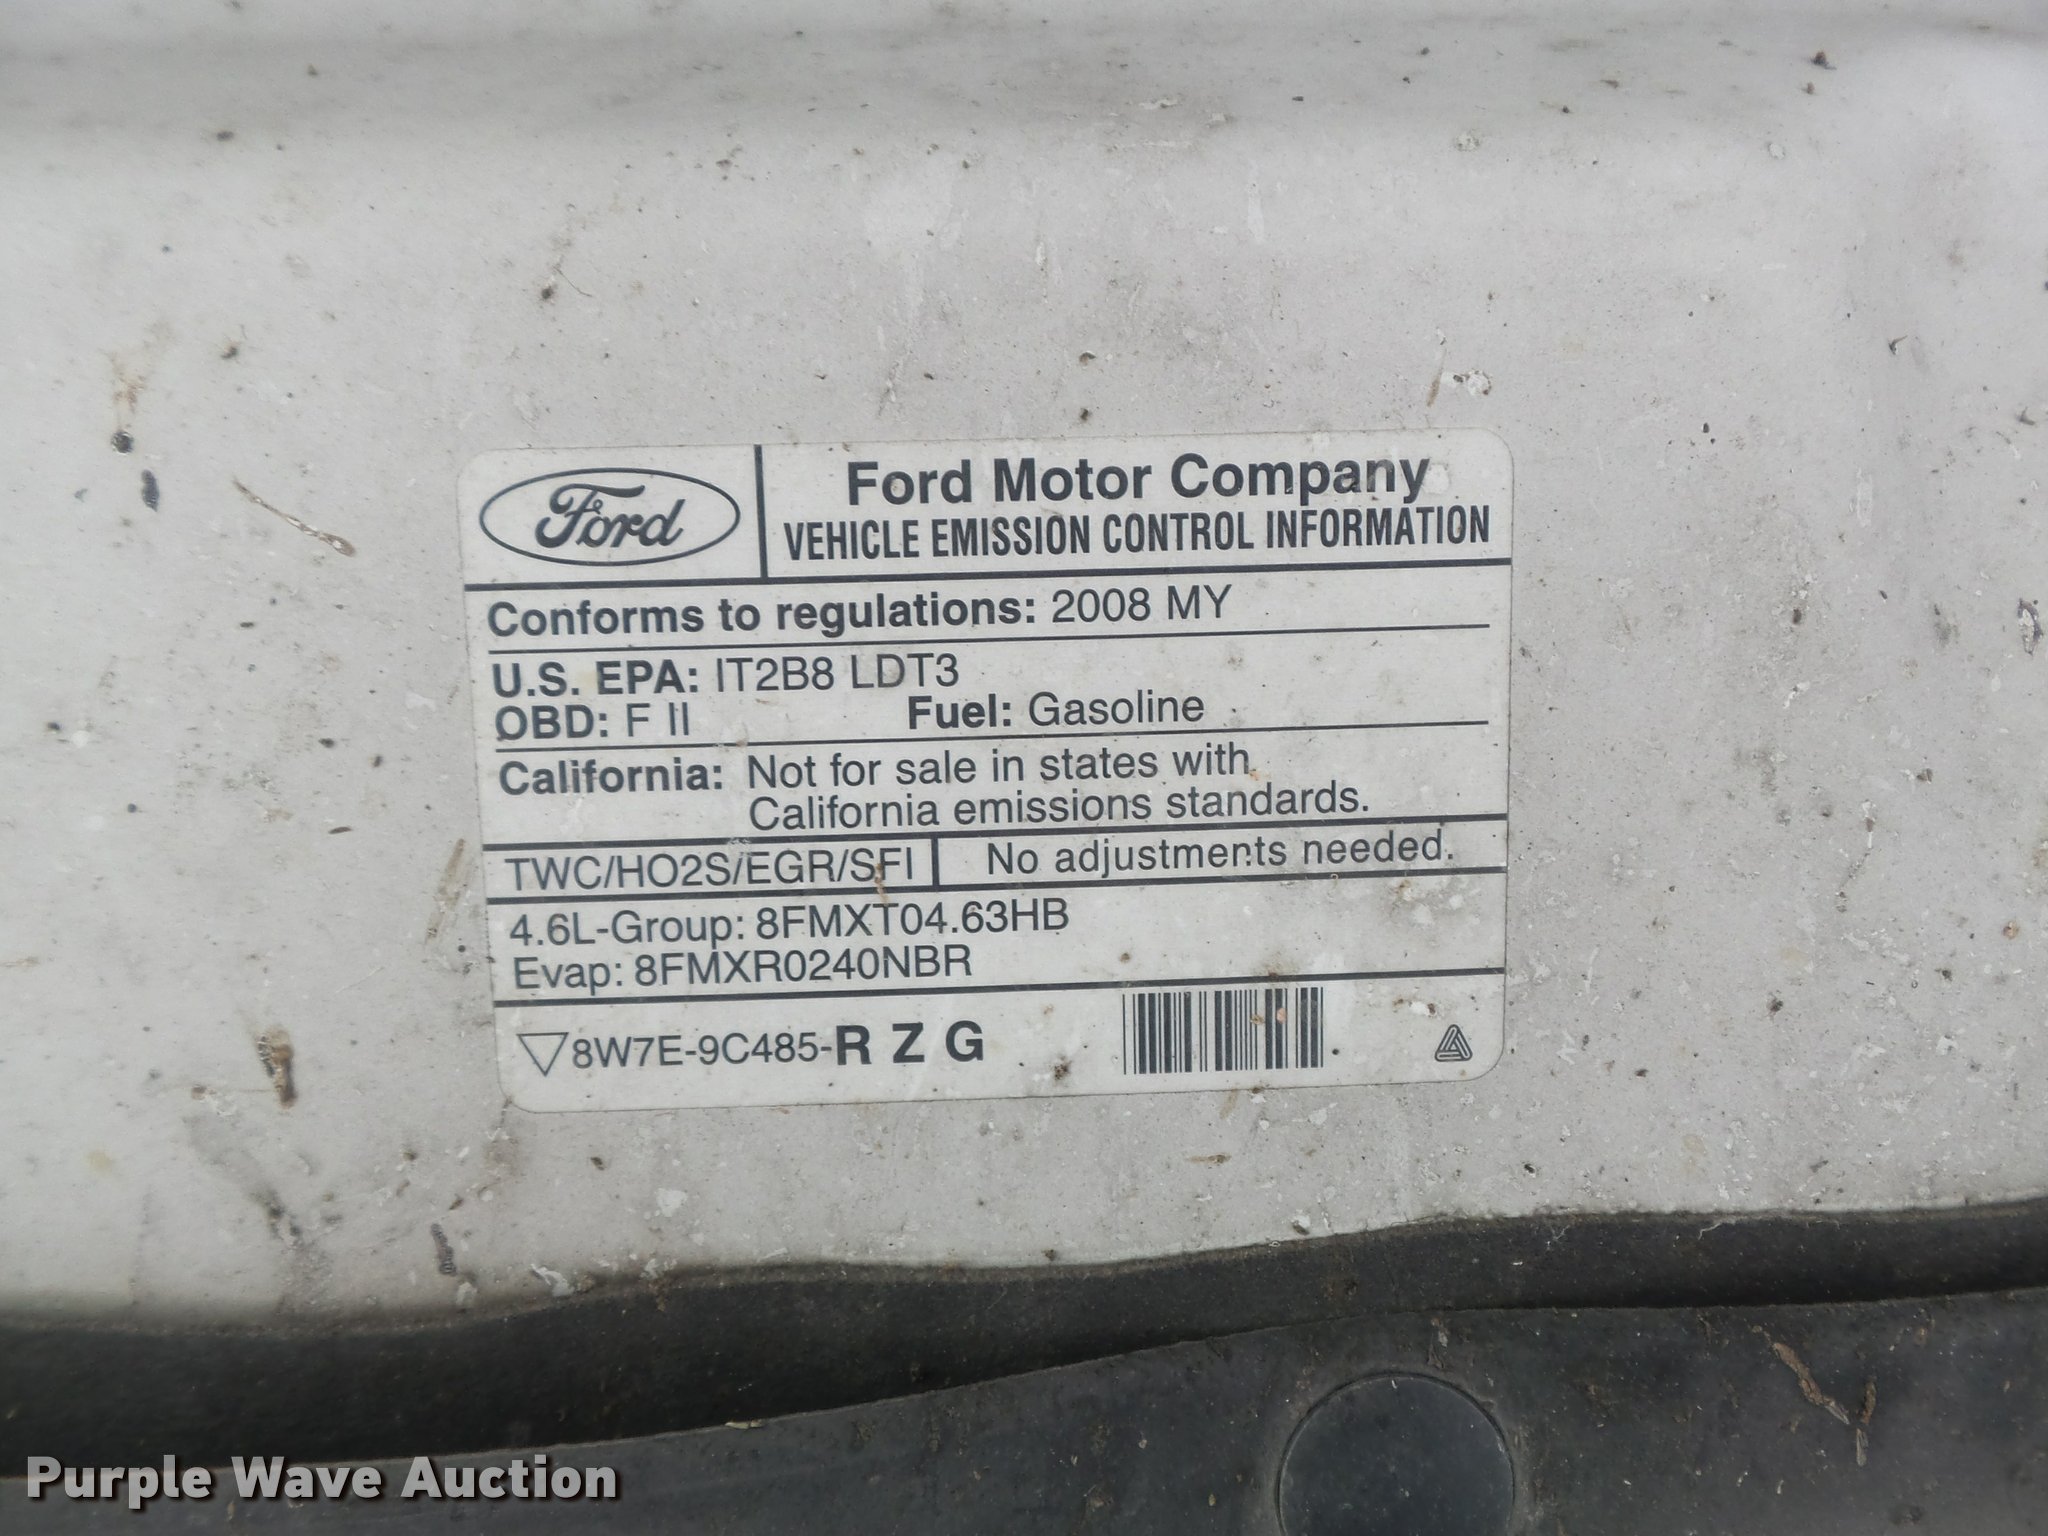 Ford
Ford Motor Company
VEHICLE EMISSION CONTROL INFORMATION
Conforms to regulations: 2008 MY
U.S. EPA: IT2B8 LDT3
OBD: F II Fuel: Gasoline
California: Not for sale in states with
California emissions standards.
TWC/HO2S/EGR/SFI No adjustments needed.
4.6L-Group: 8FMXT04.63HB
Evap: 8FMXR0240NBR
8W7E-9C485-R Z G
Purple Wave Auction